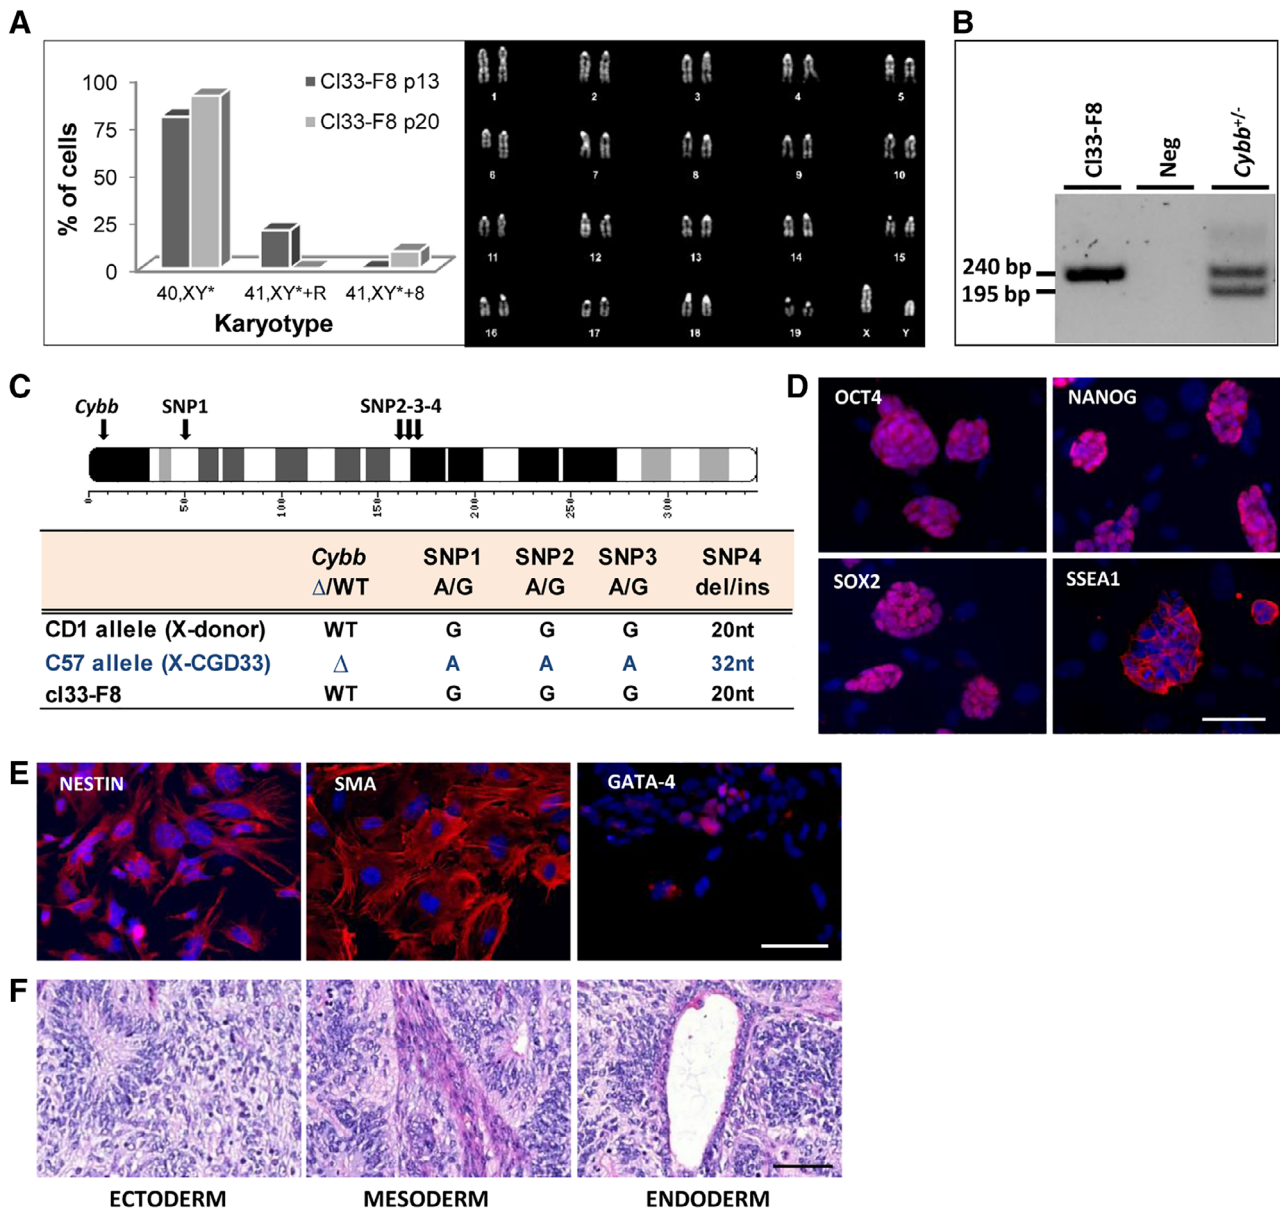 A
100
75
50
25
0
% of cells
Cl33-F8 p13
Cl33-F8 p20
40,XY*
41,XY*+R
41,XY*+8
Karyotype
1 2 3 4 5
6 7 8 9 10
11 12 13 14 15
16 17 18 19 X Y
B
Cl33-F8
Neg
Cybb+/-
240 bp
195 bp
C
Cybb SNP1 SNP2-3-4
0 50 100 150 200 250 300
Cybb SNP1 SNP2 SNP3 SNP4
Δ/WT A/G A/G A/G del/ins
CD1 allele (X-donor) WT G G G 20nt
C57 allele (X-CGD33) Δ A A A 32nt
cl33-F8 WT G G G 20nt
D
OCT4
NANOG
SOX2
SSEA1
E
NESTIN
SMA
GATA-4
F
ECTODERM
MESODERM
ENDODERM